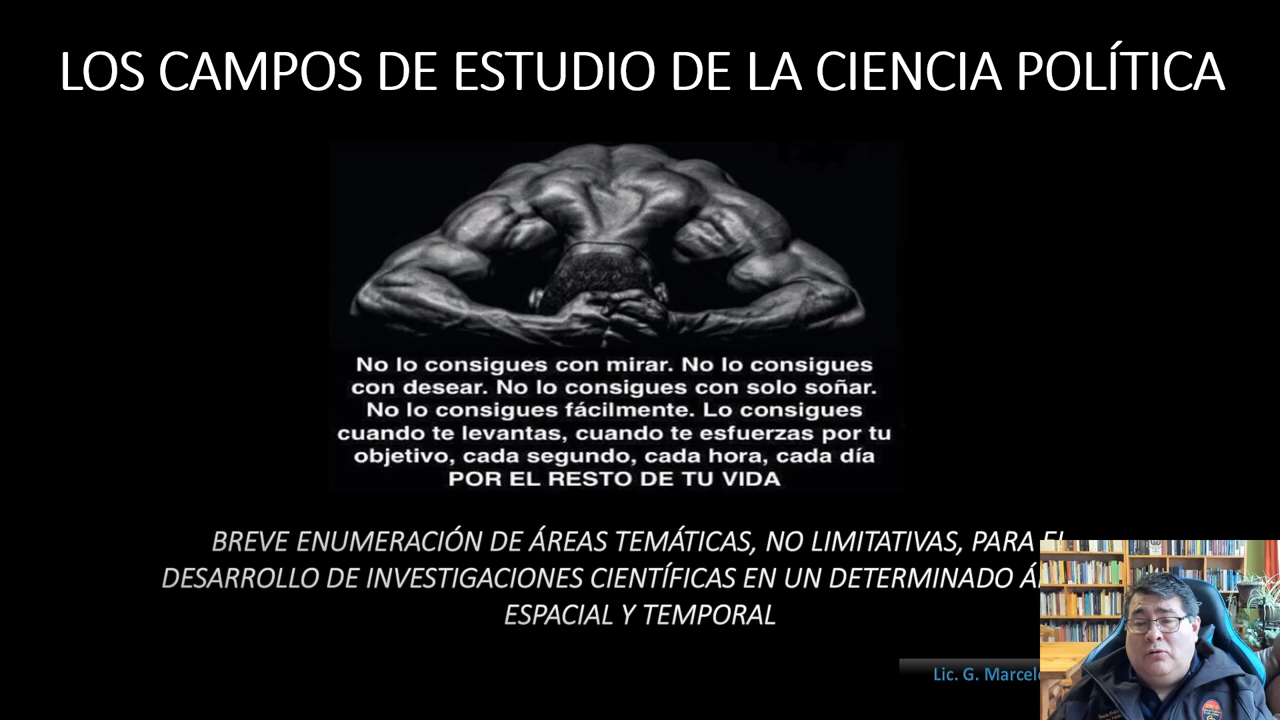 LOS CAMPOS DE ESTUDIO DE LA CIENCIA POLÍTICA
No lo consigues con mirar. No lo consigues
con desear. No lo consigues con solo soñar.
No lo consigues fácilmente. Lo consigues
cuando te levantas, cuando te esfuerzas por tu
objetivo, cada segundo, cada hora, cada día
POR EL RESTO DE TU VIDA
BREVE ENUMERACIÓN DE ÁREAS TEMÁTICAS, NO LIMITATIVAS, PARA EL
DESARROLLO DE INVESTIGACIONES CIENTÍFICAS EN UN DETERMINADO
ESPACIAL Y TEMPORAL
Lic. G. Marcelo